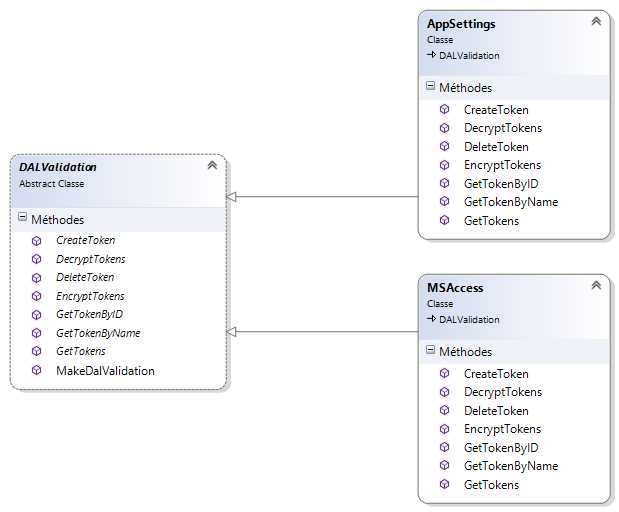 AppSettings
Classe
DALValidation
Méthodes
CreateToken
DecryptTokens
DeleteToken
EncryptTokens
GetTokenByID
GetTokenByName
GetTokens
DALValidation
Abstract Classe
Méthodes
CreateToken
DecryptTokens
DeleteToken
EncryptTokens
GetTokenByID
GetTokenByName
GetTokens
MakeDalValidation
MSAccess
Classe
DALValidation
Méthodes
CreateToken
DecryptTokens
DeleteToken
EncryptTokens
GetTokenByID
GetTokenByName
GetTokens